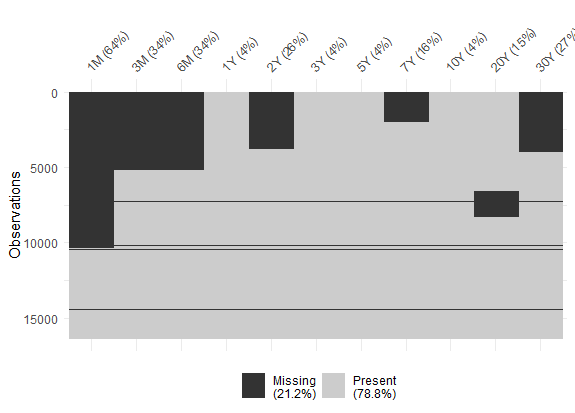 1M (64%) 3M (34%) 6M (34%) 1Y (4%) 2Y (26%) 3Y (4%) 5Y (4%) 7Y (16%) 10Y (4%) 20Y (15%) 30Y (27%
0
5000
10000
15000
Observations
Missing
(21.2%)
Present
(78.8%)